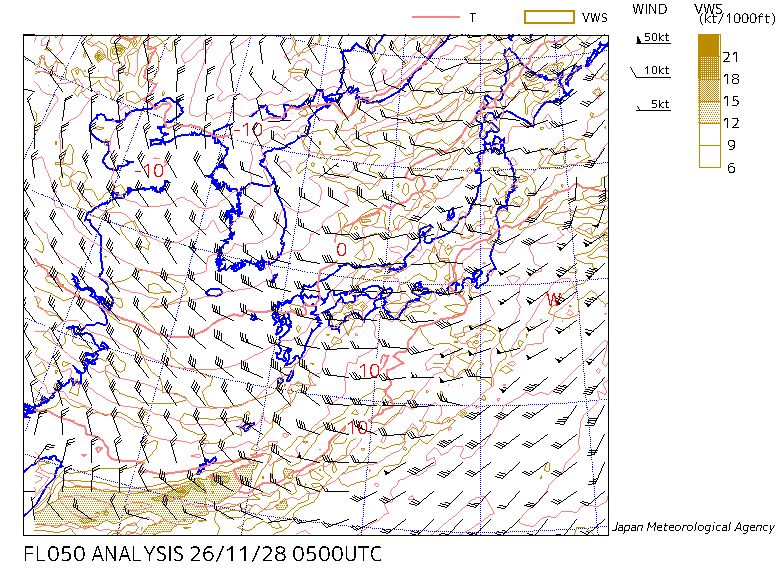 T
VWS
WIND
50kt
10kt
5kt
VWS
(kt/1000ft)
21
18
15
12
9
6
-10
-10
0
W
10
10
Japan Meteorological Agency
FL050 ANALYSIS 26/11/28 0500UTC